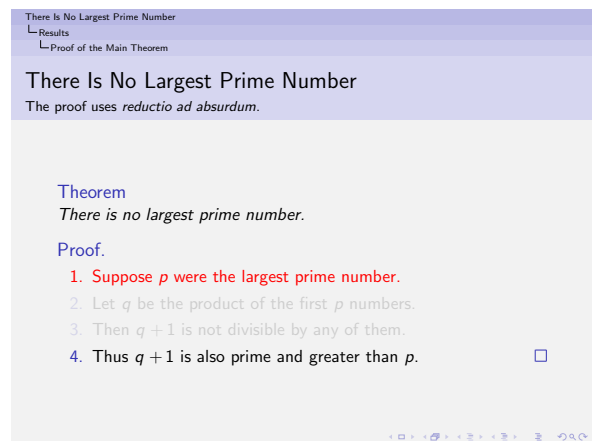 There Is No Largest Prime Number
Results
Proof of the Main Theorem
There Is No Largest Prime Number
The proof uses reductio ad absurdum.
Theorem
There is no largest prime number.
Proof.
1. Suppose p were the largest prime number.
2. Let q be the product of the first p numbers.
3. Then q + 1 is not divisible by any of them.
4. Thus q + 1 is also prime and greater than p. □